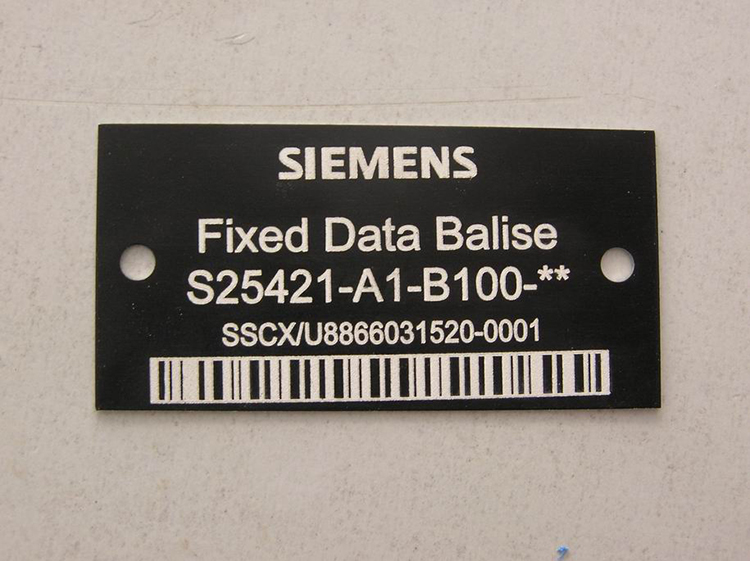 SIEMENS
Fixed Data Balise
S25421-A1-B100-**
SSCX/U8866031520-0001